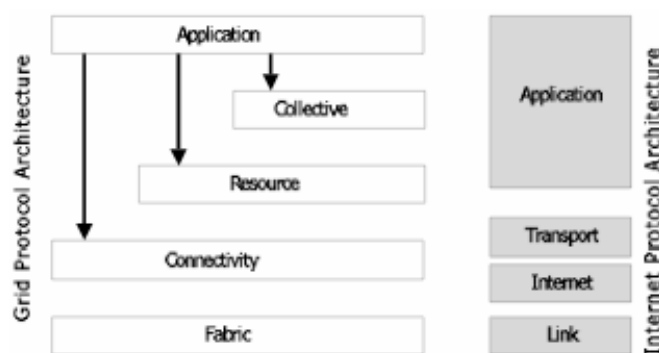 Grid Protocol Architecture
Application
Collective
Resource
Connectivity
Fabric
Application
Transport
Internet
Link
Internet Protocol Architecture